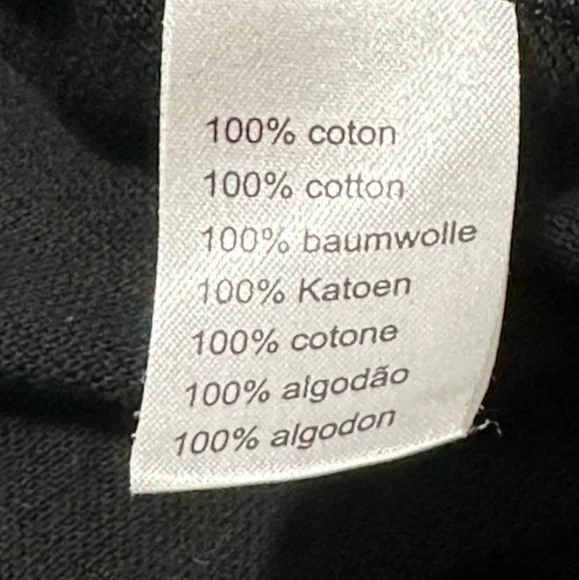 100% coton
100% cotton
100% baumwolle
100% Katoen
100% cotone
100% algodão
100% algodon